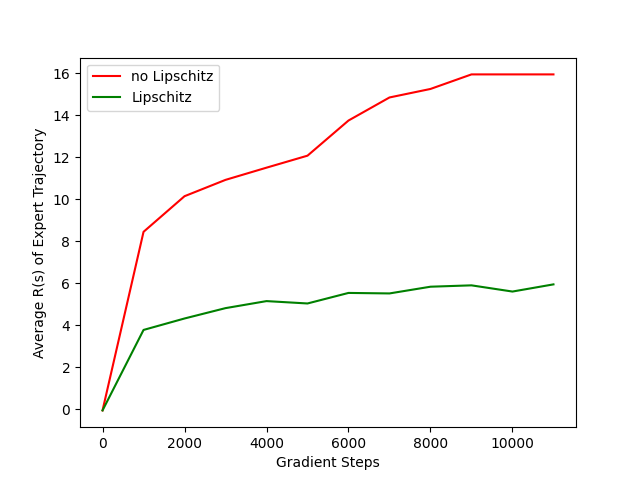 no Lipschitz
Lipschitz
16
14
12
10
8
6
4
2
0
Average R(s) of Expert Trajectory
0 2000 4000 6000 8000 10000
Gradient Steps